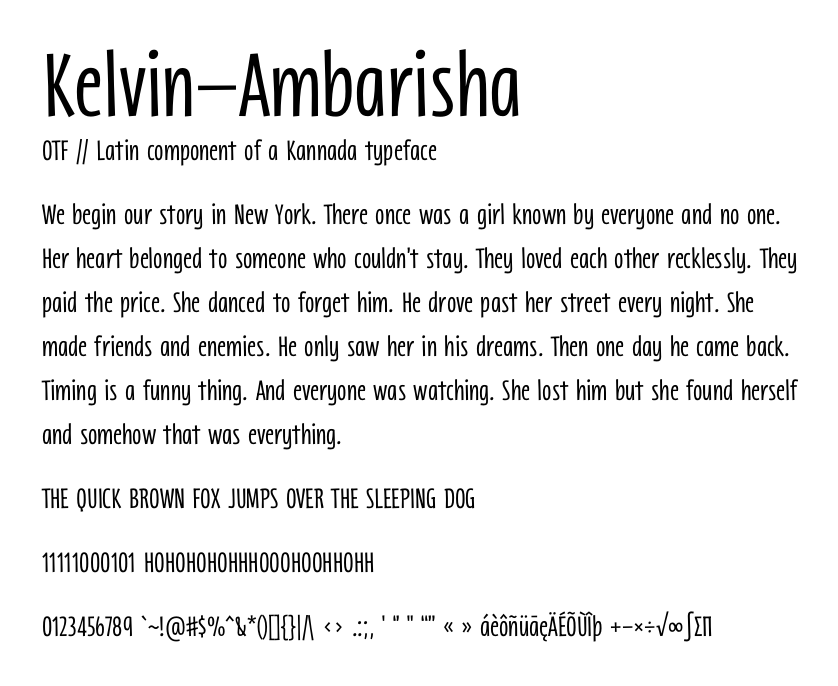 Kelvin–Ambarisha
OTF // Latin component of a Kannada typeface
We begin our story in New York. There once was a girl known by everyone and no one.
Her heart belonged to someone who couldn't stay. They loved each other recklessly. They
paid the price. She danced to forget him. He drove past her street every night. She
made friends and enemies. He only saw her in his dreams. Then one day he came back.
Timing is a funny thing. And everyone was watching. She lost him but she found herself
and somehow that was everything.
THE QUICK BROWN FOX JUMPS OVER THE SLEEPING DOG
11111000101 HOHOHOHOHHHOOOHOOHHOHH
0123456789 `~!@#$%^&*()[]{}|/\ ‹ › .:;, ' ‘’ " “” « » áèôñüāęÄÉÕÙÎþ +−×÷√∞∫∑∏